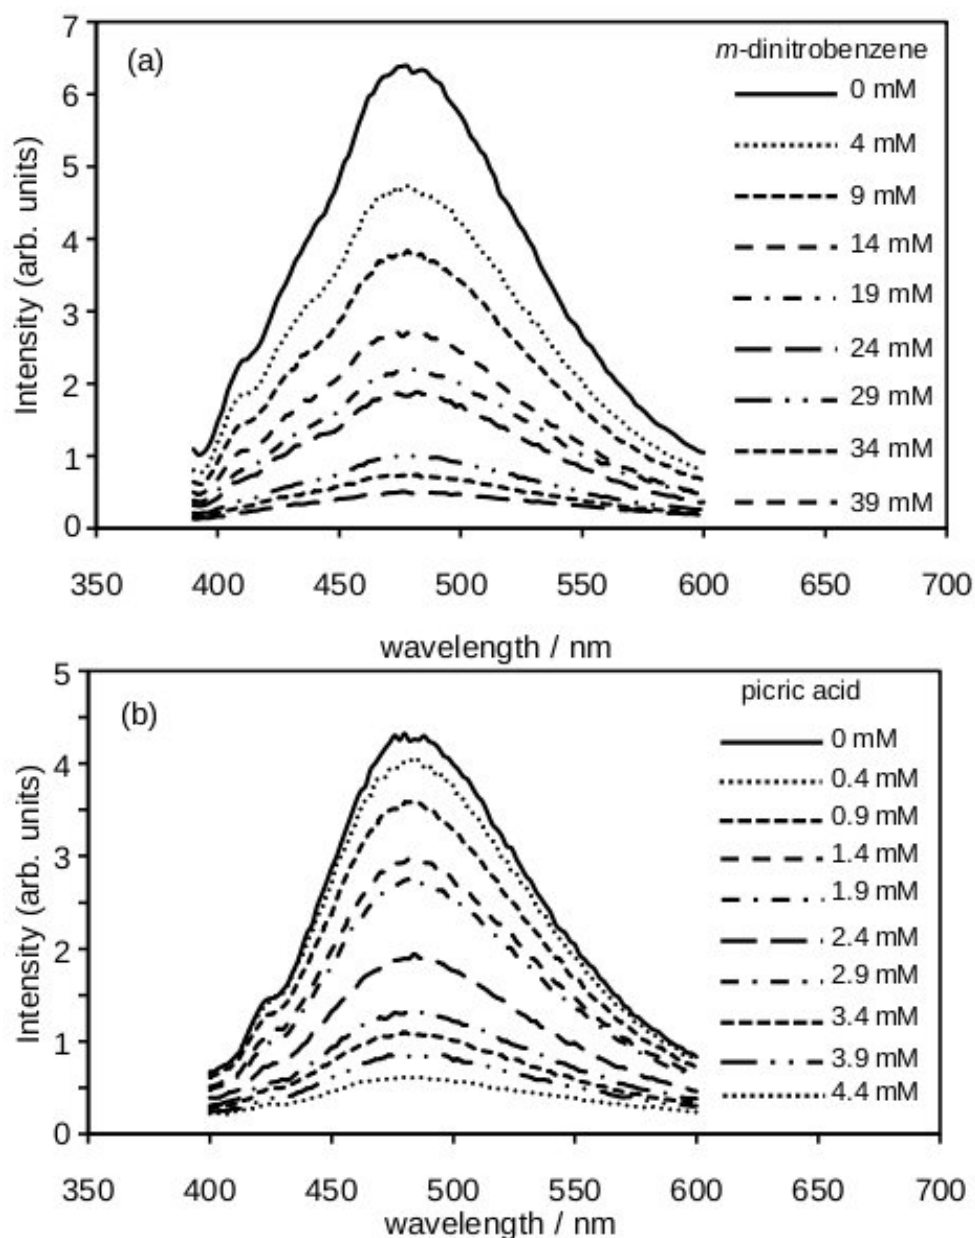 7
(a)
m-dinitrobenzene
6
0 mM
4 mM
5
9 mM
4
14 mM
19 mM
3
24 mM
2
29 mM
1
34 mM
39 mM
0
Intensity (arb. units)
350 400 450 500 550 600 650 700
wavelength / nm
5
(b)
picric acid
0 mM
4
0.4 mM
0.9 mM
3
1.4 mM
1.9 mM
2
2.4 mM
2.9 mM
1
3.4 mM
3.9 mM
4.4 mM
0
Intensity (arb. units)
350 400 450 500 550 600 650 700
wavelength / nm